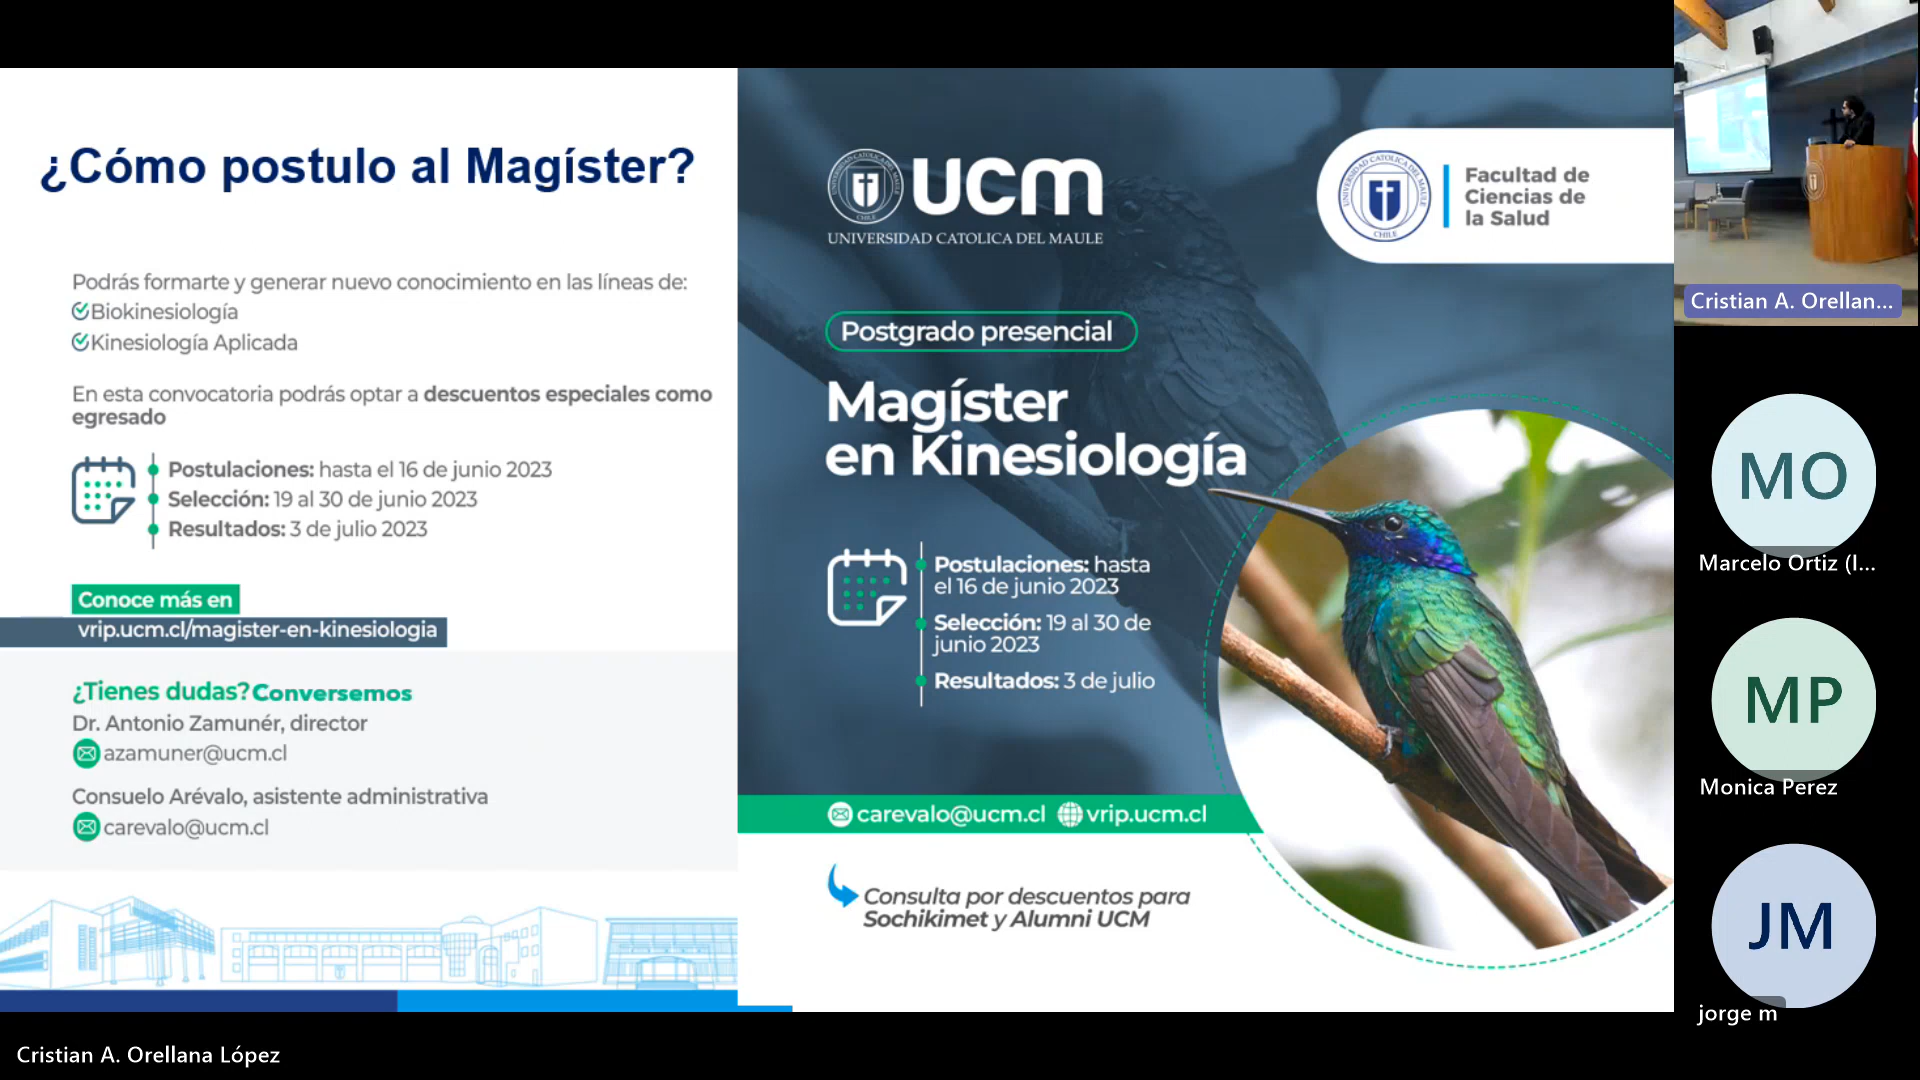 ¿Cómo postulo al Magíster?
Podrás formarte y generar nuevo conocimiento en las líneas de:
Biokinesiología
Kinesiología Aplicada
En esta convocatoria podrás optar a descuentos especiales como
egresado
Postulaciones: hasta el 16 de junio 2023
Selección: 19 al 30 de junio 2023
Resultados: 3 de julio 2023
Conoce más en
vrip.ucm.cl/magister-en-kinesiologia
¿Tienes dudas? Conversemos
Dr. Antonio Zamunér, director
azamuner@ucm.cl
Consuelo Arévalo, asistente administrativa
carevalo@ucm.cl
ucm
UNIVERSIDAD CATOLICA DEL MAULE
Facultad de
Ciencias de
la Salud
Postgrado presencial
Magíster
en Kinesiología
Postulaciones: hasta
el 16 de junio 2023
Selección: 19 al 30 de
junio 2023
Resultados: 3 de julio
carevalo@ucm.cl vrip.ucm.cl
Consulta por descuentos para
Sochikimet y Alumni UCM
Cristian A. Orellan...
MO
Marcelo Ortiz (I...
MP
Monica Perez
JM
jorge m
Cristian A. Orellana López